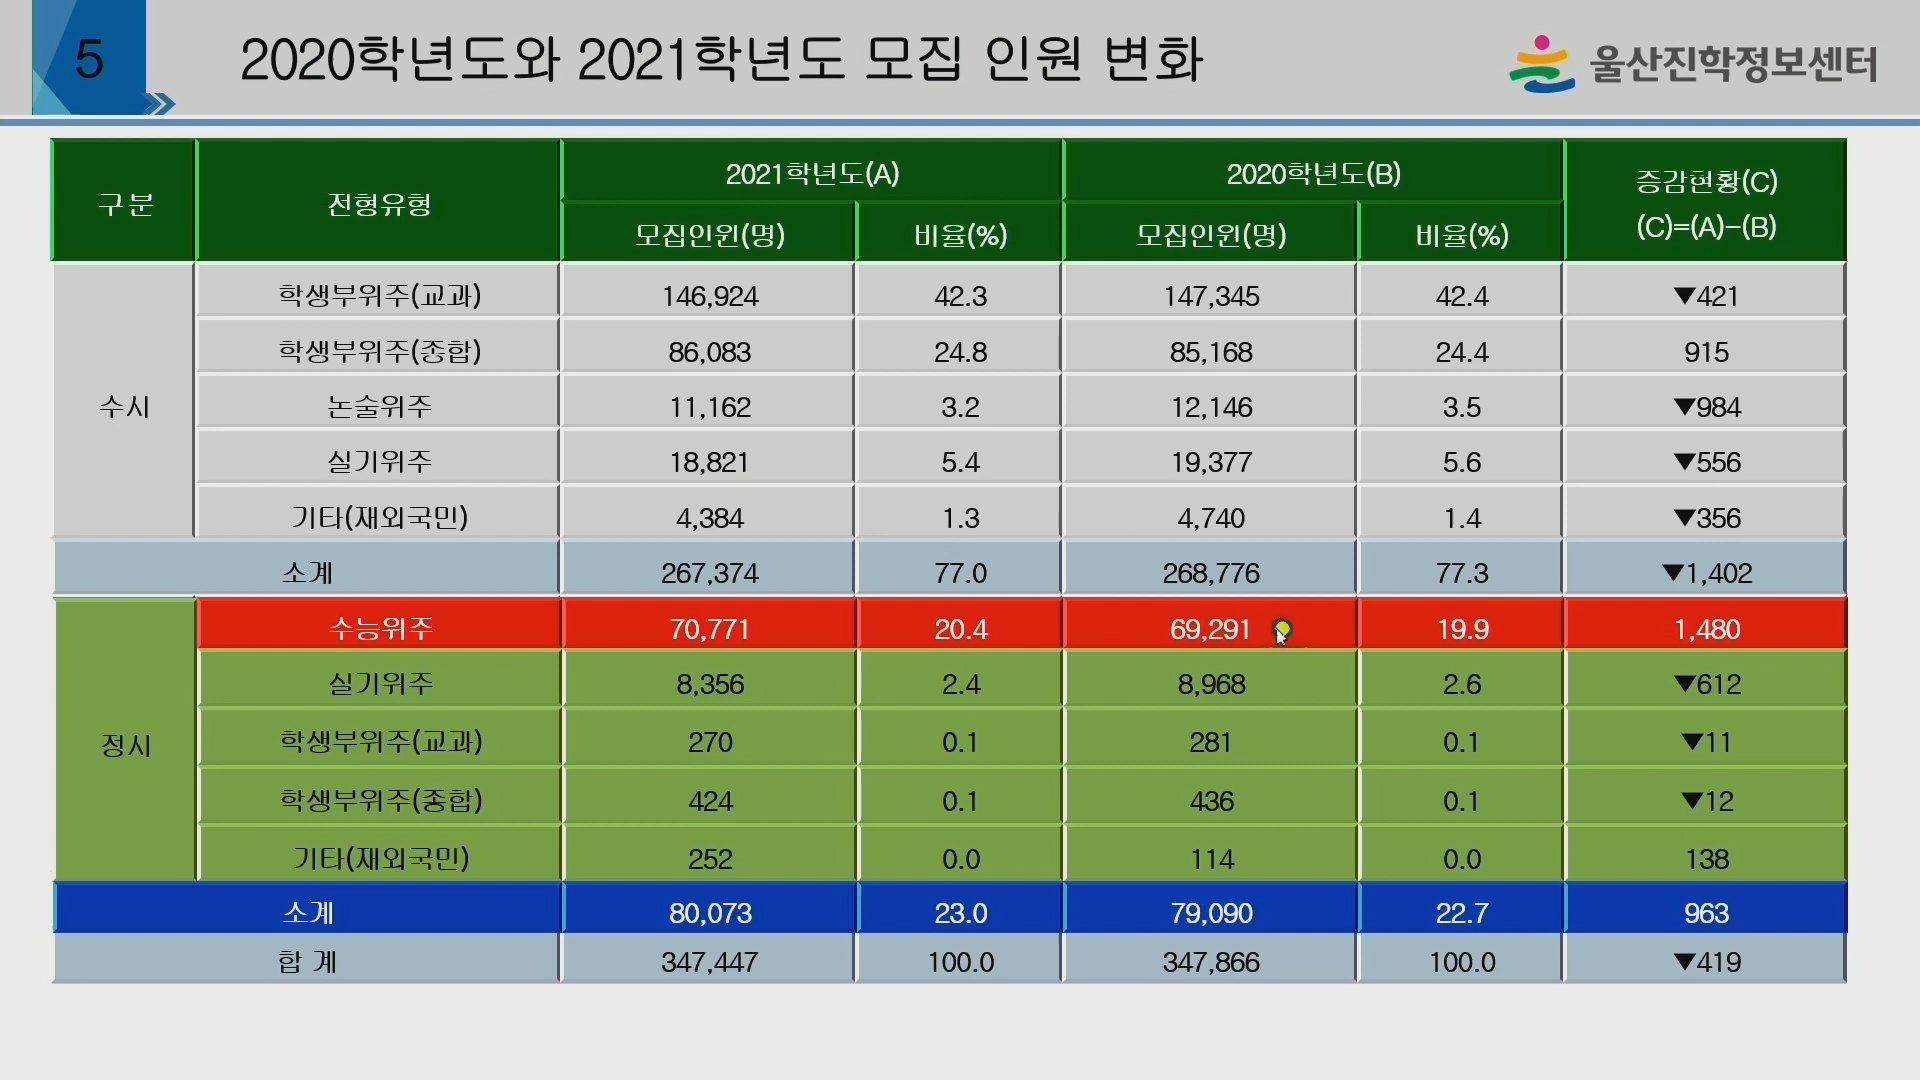 5
2020학년도와 2021학년도 모집 인원 변화
울산진학정보센터
구분 전형유형 2021학년도(A) 2020학년도(B) 증감현황(C)
(C)=(A)-(B)
모집인원(명) 비율(%) 모집인원(명) 비율(%)
수시
학생부위주(교과) 146,924 42.3 147,345 42.4 ▼421
학생부위주(종합) 86,083 24.8 85,168 24.4 915
논술위주 11,162 3.2 12,146 3.5 ▼984
실기위주 18,821 5.4 19,377 5.6 ▼556
기타(재외국민) 4,384 1.3 4,740 1.4 ▼356
소계 267,374 77.0 268,776 77.3 ▼1,402
정시
수능위주 70,771 20.4 69,291 19.9 1,480
실기위주 8,356 2.4 8,968 2.6 ▼612
학생부위주(교과) 270 0.1 281 0.1 ▼11
학생부위주(종합) 424 0.1 436 0.1 ▼12
기타(재외국민) 252 0.0 114 0.0 138
소계 80,073 23.0 79,090 22.7 963
합 계 347,447 100.0 347,866 100.0 ▼419